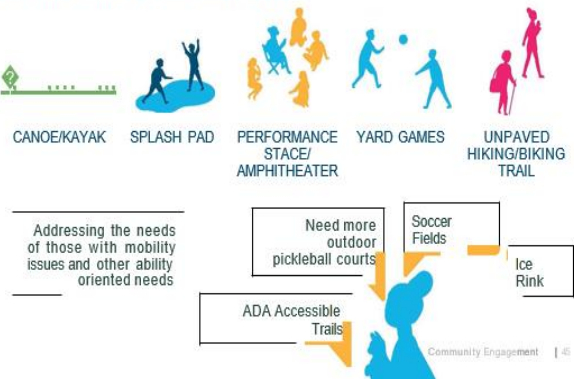 ?
CANOE/KAYAK
SPLASH PAD
PERFORMANCE
STACE/
AMPHITHEATER
YARD GAMES
UNPAVED
HIKING/BIKING
TRAIL
Addressing the needs
of those with mobility
issues and other ability
oriented needs
Need more
outdoor
pickleball courts
Soccer
Fields
Ice
Rink
ADA Accessible
Trails
Community Engagement | 45